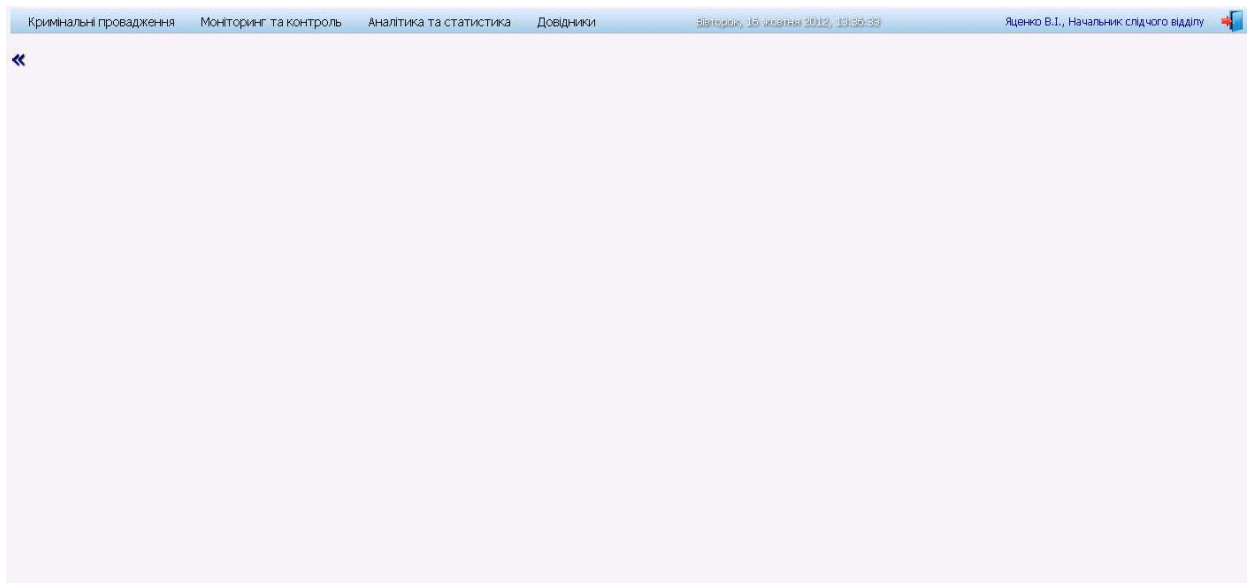 Кримінальні провадження Моніторинг та контроль Аналітика та статистика Довідники Вівторок, 16 жовтня 2012, 13:36:33 Яценко В.І., Начальник слідчого відділу
«